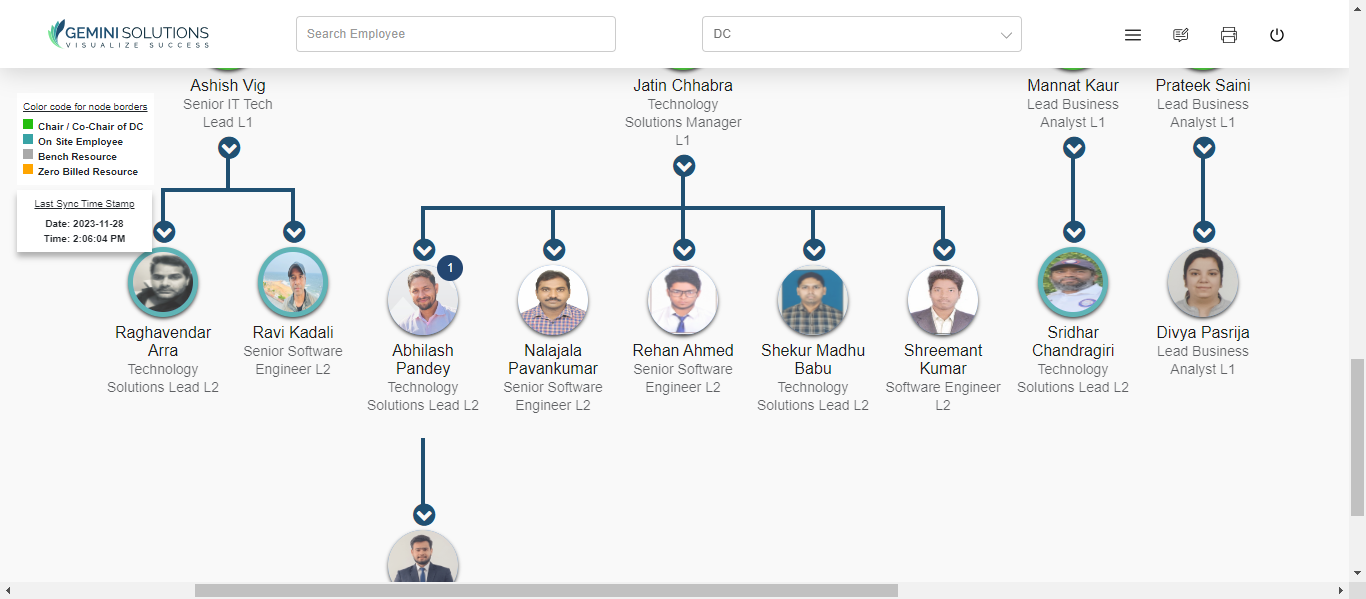 GEMINI SOLUTIONS
VISUALIZE SUCCESS
Search Employee
DC
Color code for node borders
Chair / Co-Chair of DC
On Site Employee
Bench Resource
Zero Billed Resource
Last Sync Time Stamp
Date: 2023-11-28
Time: 2:06:04 PM
Ashish Vig
Senior IT Tech
Lead L1
Jatin Chhabra
Technology
Solutions Manager
L1
Mannat Kaur
Lead Business
Analyst L1
Prateek Saini
Lead Business
Analyst L1
Raghavendar
Arra
Technology
Solutions Lead L2
Ravi Kadali
Senior Software
Engineer L2
1
Abhilash
Pandey
Technology
Solutions Lead L2
Nalajala
Pavankumar
Senior Software
Engineer L2
Rehan Ahmed
Senior Software
Engineer L2
Shekur Madhu
Babu
Technology
Solutions Lead L2
Shreemant
Kumar
Software Engineer
L2
Sridhar
Chandragiri
Technology
Solutions Lead L2
Divya Pasrija
Lead Business
Analyst L1